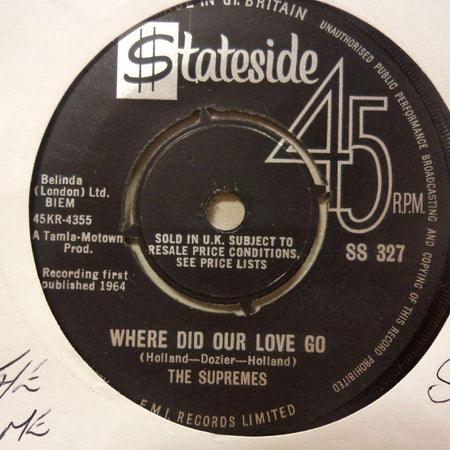 MADE IN GT. BRITAIN
$tateside
45
R.P.M.
UNAUTHORISED PUBLIC PERFORMANCE BROADCASTING AND COPYING OF THIS RECORD PROHIBITED
Belinda
(London) Ltd.
BIEM
45KR-4355
A Tamla-Motown
Prod.
Recording first
published 1964
SOLD IN U.K. SUBJECT TO
RESALE PRICE CONDITIONS,
SEE PRICE LISTS
SS 327
WHERE DID OUR LOVE GO
(Holland—Dozier—Holland)
THE SUPREMES
E.M.I. RECORDS LIMITED